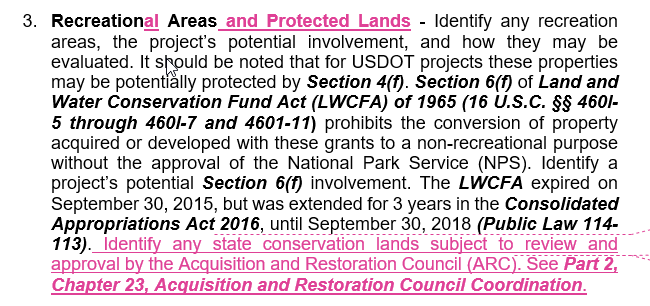 3. Recreational Areas and Protected Lands - Identify any recreation
areas, the project's potential involvement, and how they may be
evaluated. It should be noted that for USDOT projects these properties
may be potentially protected by Section 4(f). Section 6(f) of Land and
Water Conservation Fund Act (LWCFA) of 1965 (16 U.S.C. §§ 460l-
5 through 460l-7 and 4601-11) prohibits the conversion of property
acquired or developed with these grants to a non-recreational purpose
without the approval of the National Park Service (NPS). Identify a
project's potential Section 6(f) involvement. The LWCFA expired on
September 30, 2015, but was extended for 3 years in the Consolidated
Appropriations Act 2016, until September 30, 2018 (Public Law 114-
113). Identify any state conservation lands subject to review and
approval by the Acquisition and Restoration Council (ARC). See Part 2,
Chapter 23, Acquisition and Restoration Council Coordination.